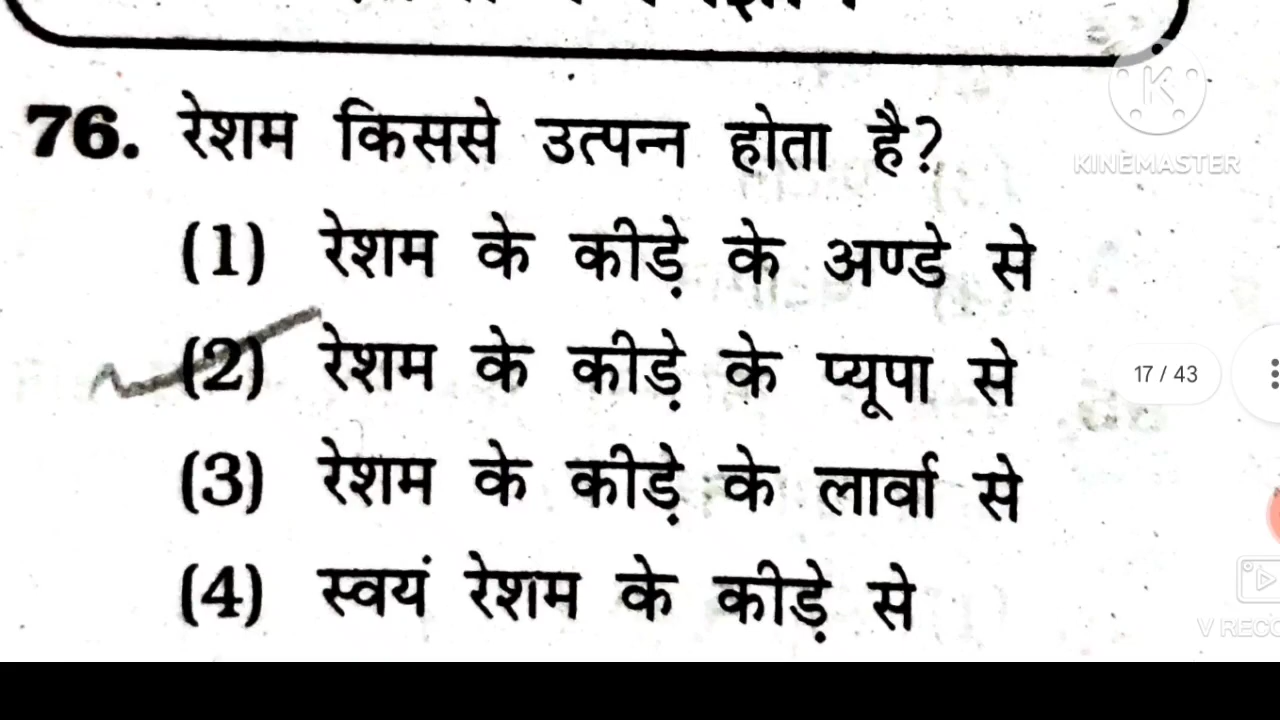 76. रेशम किससे उत्पन्न होता है?
(1) रेशम के कीड़े के अण्डे से
(2) रेशम के कीड़े के प्यूपा से
(3) रेशम के कीड़े के लार्वा से
(4) स्वयं रेशम के कीड़े से
K
KINEMASTER
17 / 43